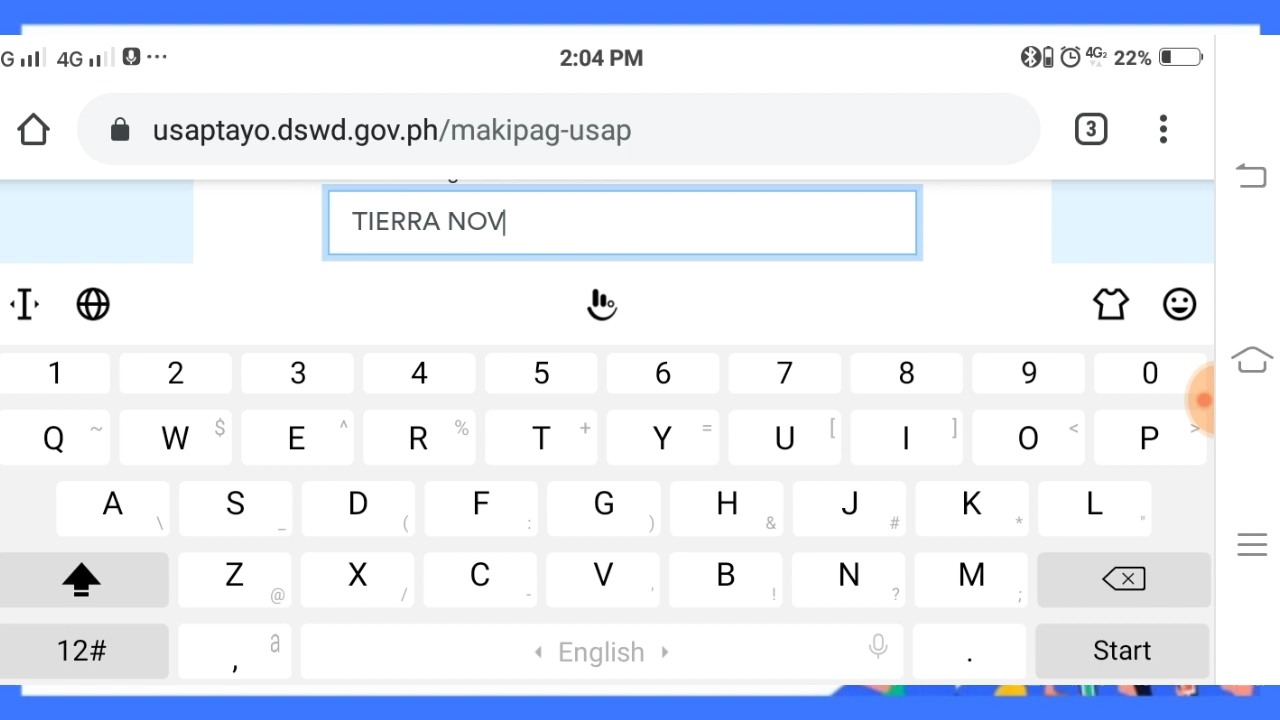 G 4G ... 2:04 PM 4G2 22%
usaptayo.dswd.gov.ph/makipag-usap 3
TIERRA NOV
1 2 3 4 5 6 7 8 9 0
Q ~ W $ E ^ R % T + Y = U [ I ] O < P >
A \ S _ D ( F : G ) H & J # K * L "
Z @ X / C - V ' B ! N ? M ;
12# , a English . Start